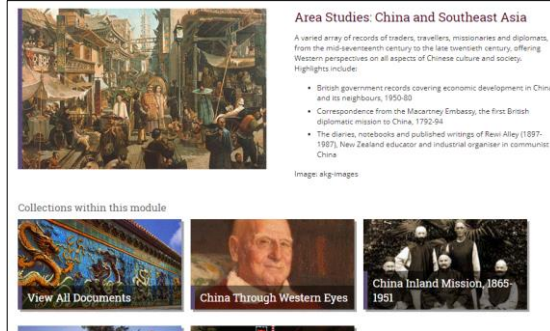 Area Studies: China and Southeast Asia
A varied array of records of traders, travellers, missionaries and diplomats,
from the mid-seventeenth century to the late twentieth century, offering
Western perspectives on all aspects of Chinese culture and society.
Highlights include:
British government records covering economic development in China
and its neighbours, 1950-80
Correspondence from the Macartney Embassy, the first British
diplomatic mission to China, 1792-94
The diaries, notebooks and published writings of Rewi Alley (1897-
1987), New Zealand educator and industrial organiser in communist
China
Image: akg-images
Collections within this module
View All Documents
China Through Western Eyes
China Inland Mission, 1865-
1951